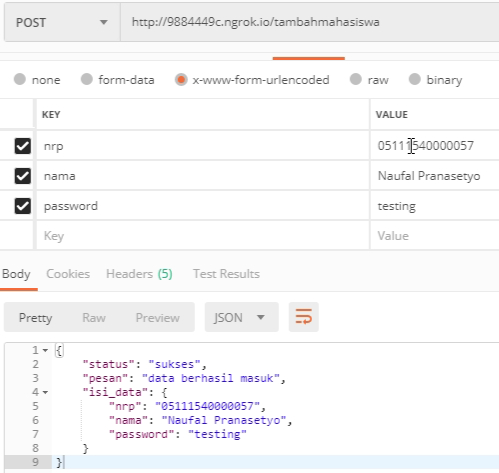 POST http://9884449c.ngrok.io/tambahmahasiswa
none form-data x-www-form-urlencoded raw binary
KEY VALUE
nrp 05111540000057
nama Naufal Pranasetyo
password testing
Key Value
Body Cookies Headers (5) Test Results
Pretty Raw Preview JSON
1 {
2 "status": "sukses",
3 "pesan": "data berhasil masuk",
4 "isi_data": {
5 "nrp": "05111540000057",
6 "nama": "Naufal Pranasetyo",
7 "password": "testing"
8 }
9 }